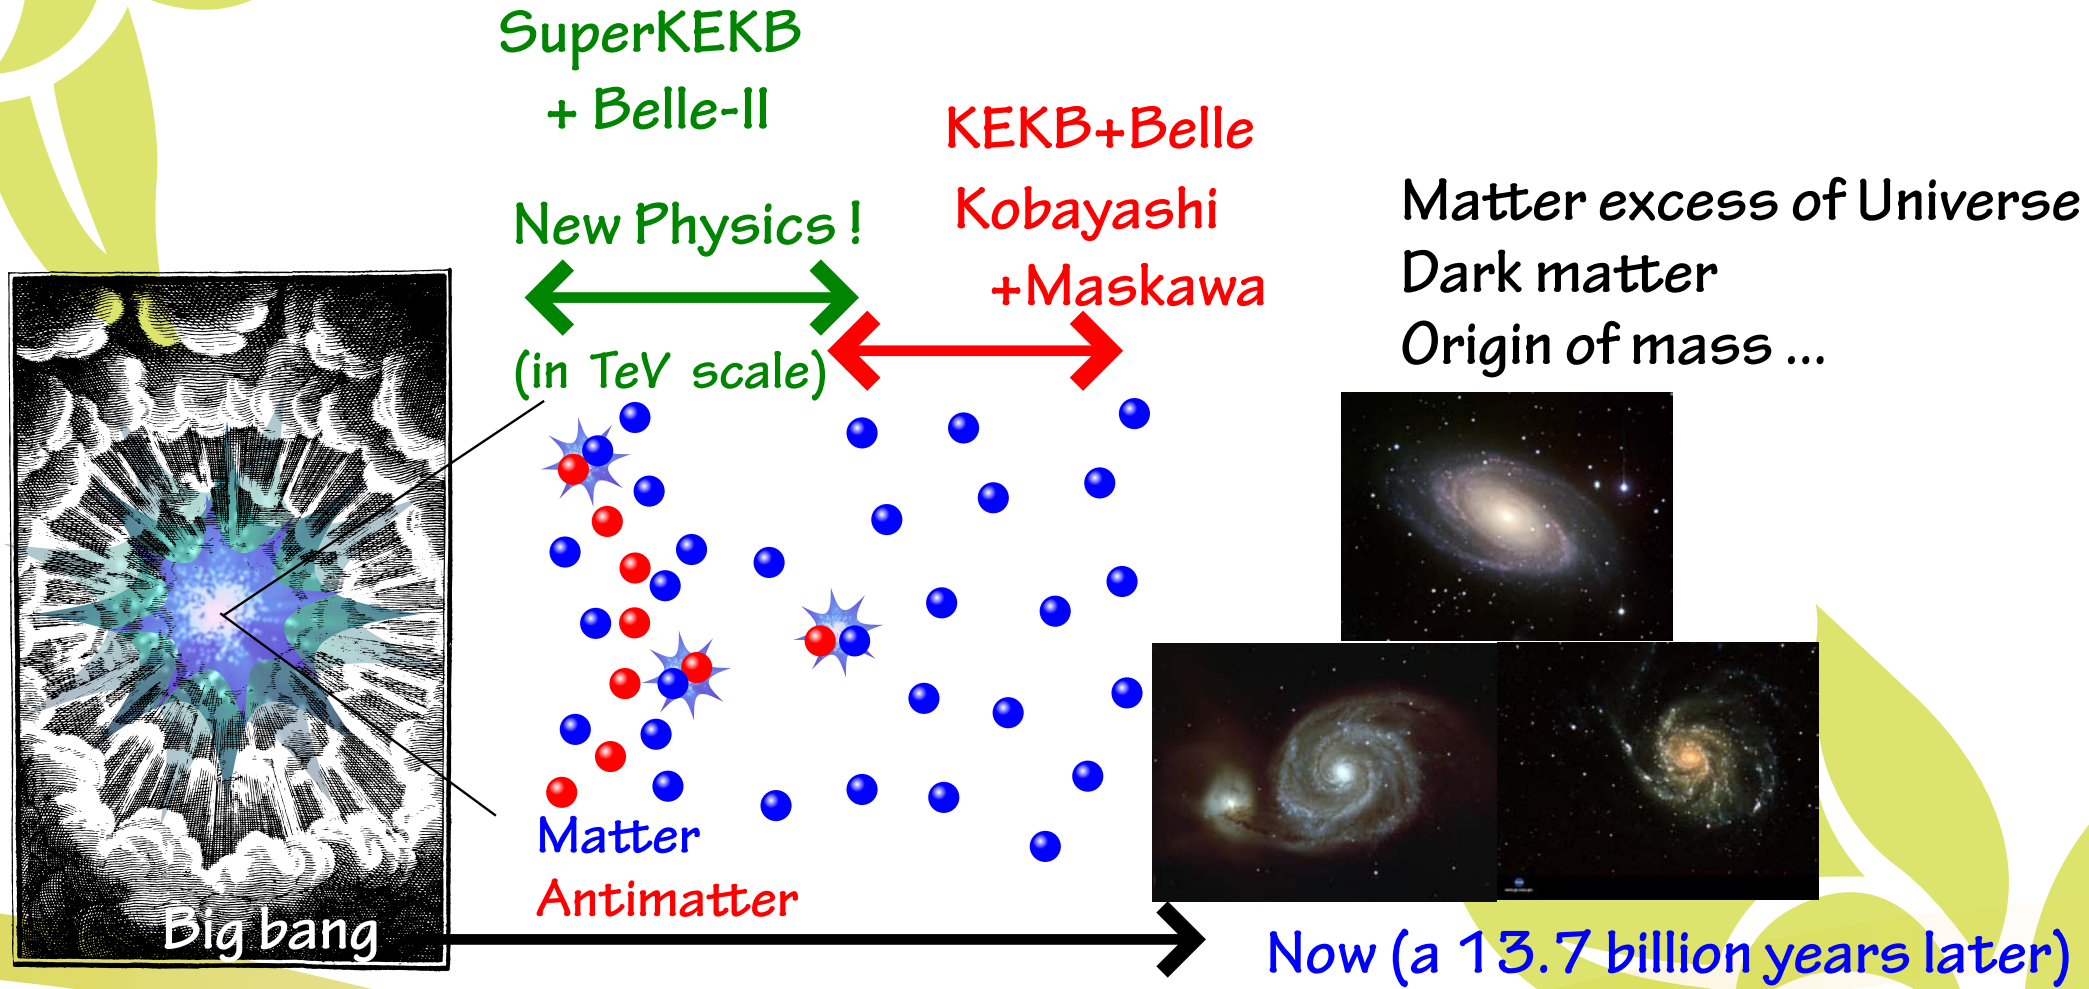 SuperKEKB
+ Belle-II
New Physics !
(in TeV scale)
KEKB+Belle
Kobayashi
+Maskawa
Matter excess of Universe
Dark matter
Origin of mass ...
Matter
Antimatter
Big bang
Now (a 13.7 billion years later)